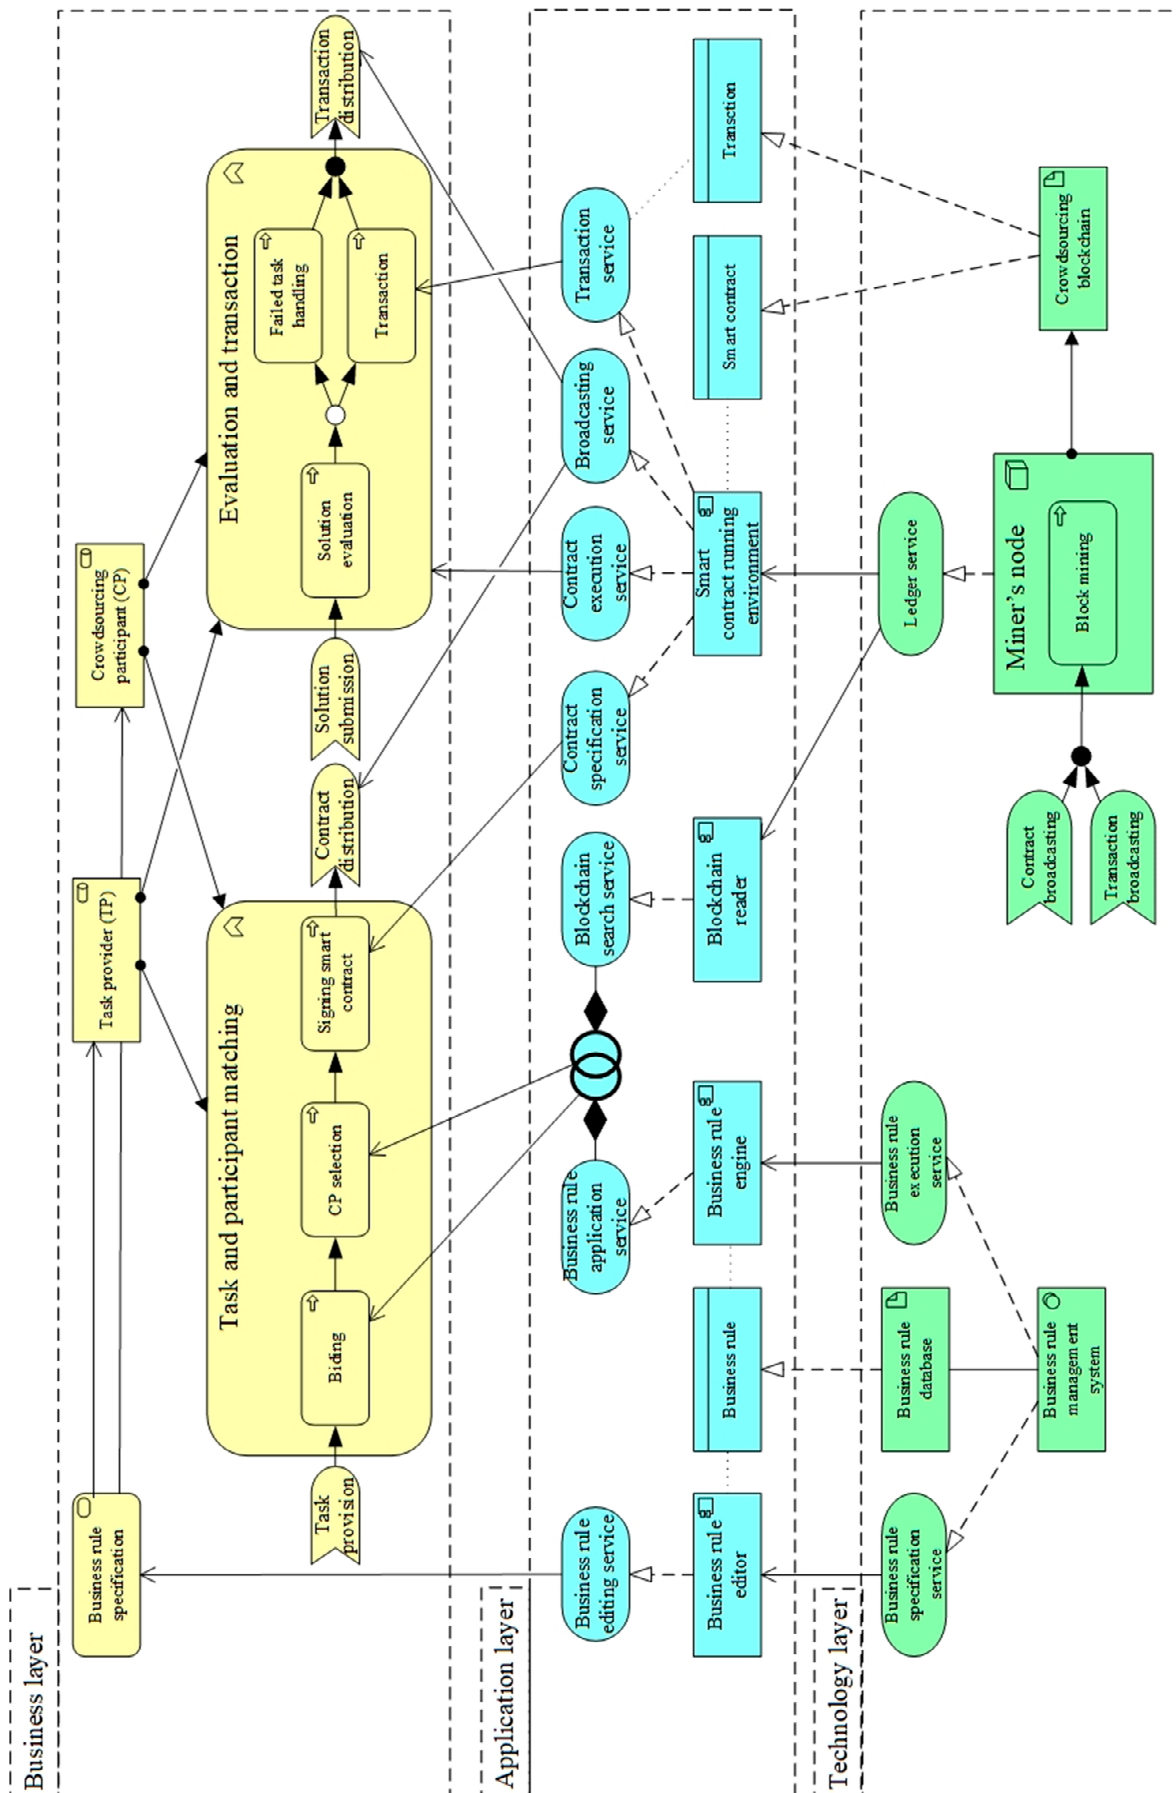 Business layer
Business rule
specification
Task provider (TP)
Crowdsourcing
participant (CP)
Task
provision
Task and participant matching
Biding
CP selection
Signing smart
contract
Contract
distribution
Solution
submission
Evaluation and transaction
Solution
evaluation
Failed task
handling
Transaction
Transaction
distribution
Application layer
Business rule
editing service
Business rule
application
service
Blockchain
search service
Contract
specification
service
Contract
execution
service
Broadcasting
service
Transaction
service
Business rule
editor
Business rule
Business rule
engine
Blockchain
reader
Smart
contract running
environment
Smart contract
Transction
Technology layer
Business rule
specification
service
Business rule
database
Business rule
execution
service
Ledger service
Business rule
management
system
Contract
broadcasting
Transaction
broadcasting
Miner's node
Block mining
Crowdsourcing
blockchain